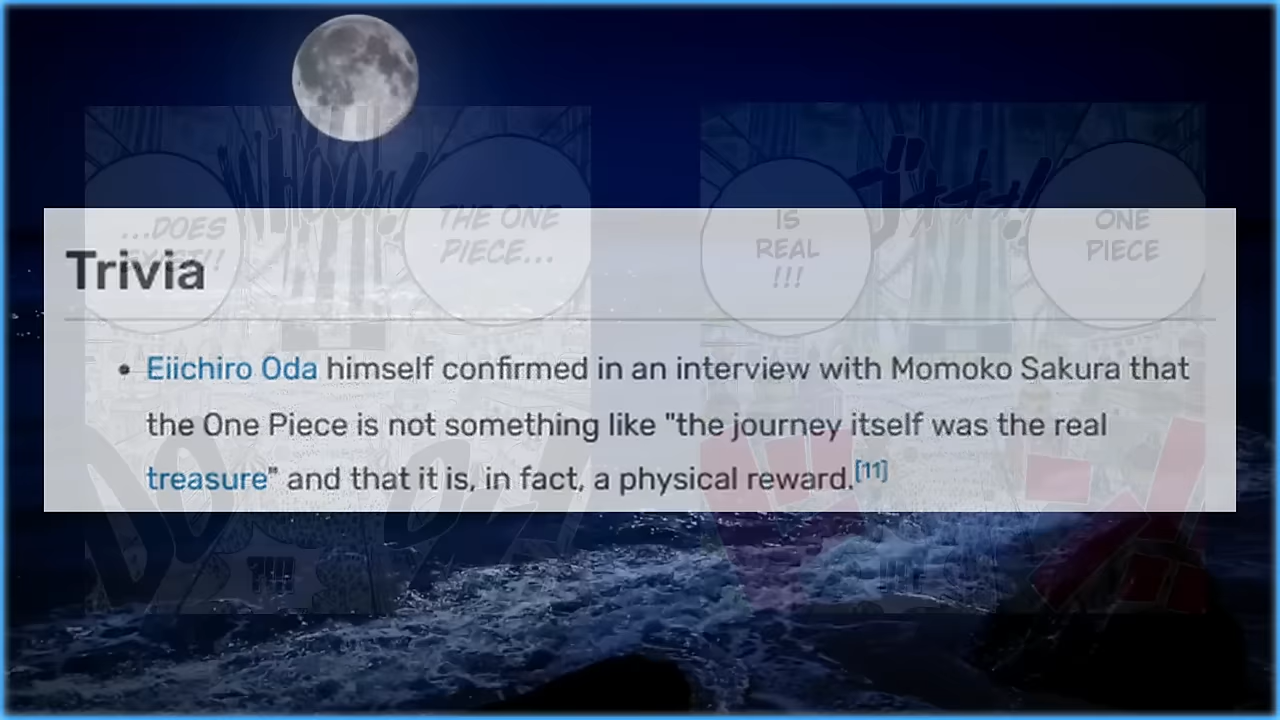 WHOOM!
...DOES
EXIST!!
THE ONE
PIECE...
IS
REAL
!!!
ONE
PIECE
Trivia
• Eiichiro Oda himself confirmed in an interview with Momoko Sakura that
the One Piece is not something like "the journey itself was the real
treasure" and that it is, in fact, a physical reward.[11]
?!!!